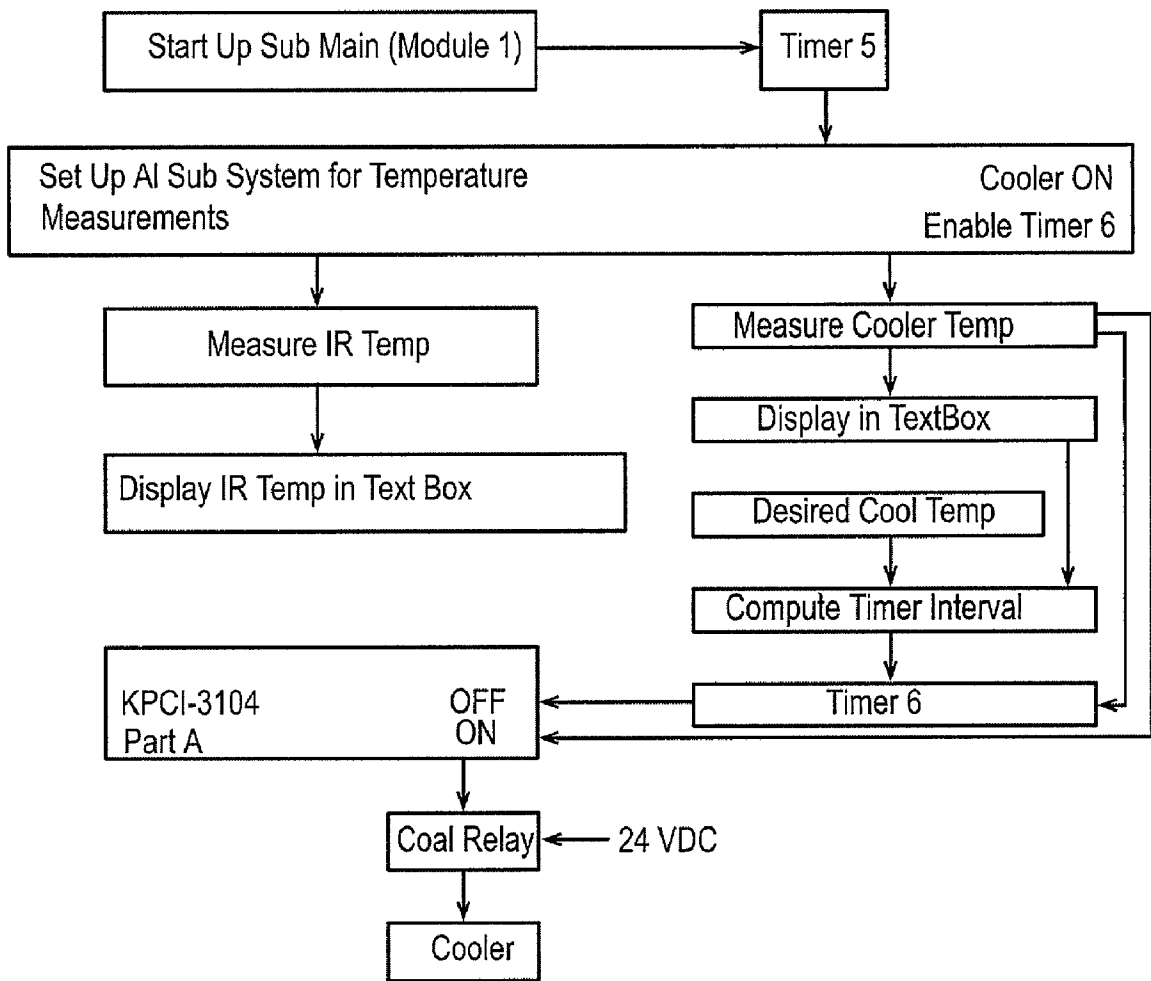 Start Up Sub Main (Module 1)
Timer 5
Set Up AI Sub System for Temperature
Measurements
Cooler ON
Enable Timer 6
Measure IR Temp
Measure Cooler Temp
Display in TextBox
Display IR Temp in Text Box
Desired Cool Temp
Compute Timer Interval
KPCI-3104
Part A
OFF
ON
Timer 6
Coal Relay
24 VDC
Cooler